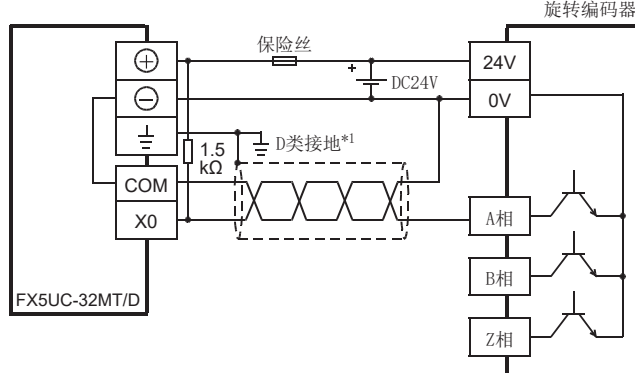 旋转编码器
保险丝
24V
+
DC24V
0V
D类接地*1
1.5
kΩ
COM
X0
A相
B相
FX5UC-32MT/D
Z相